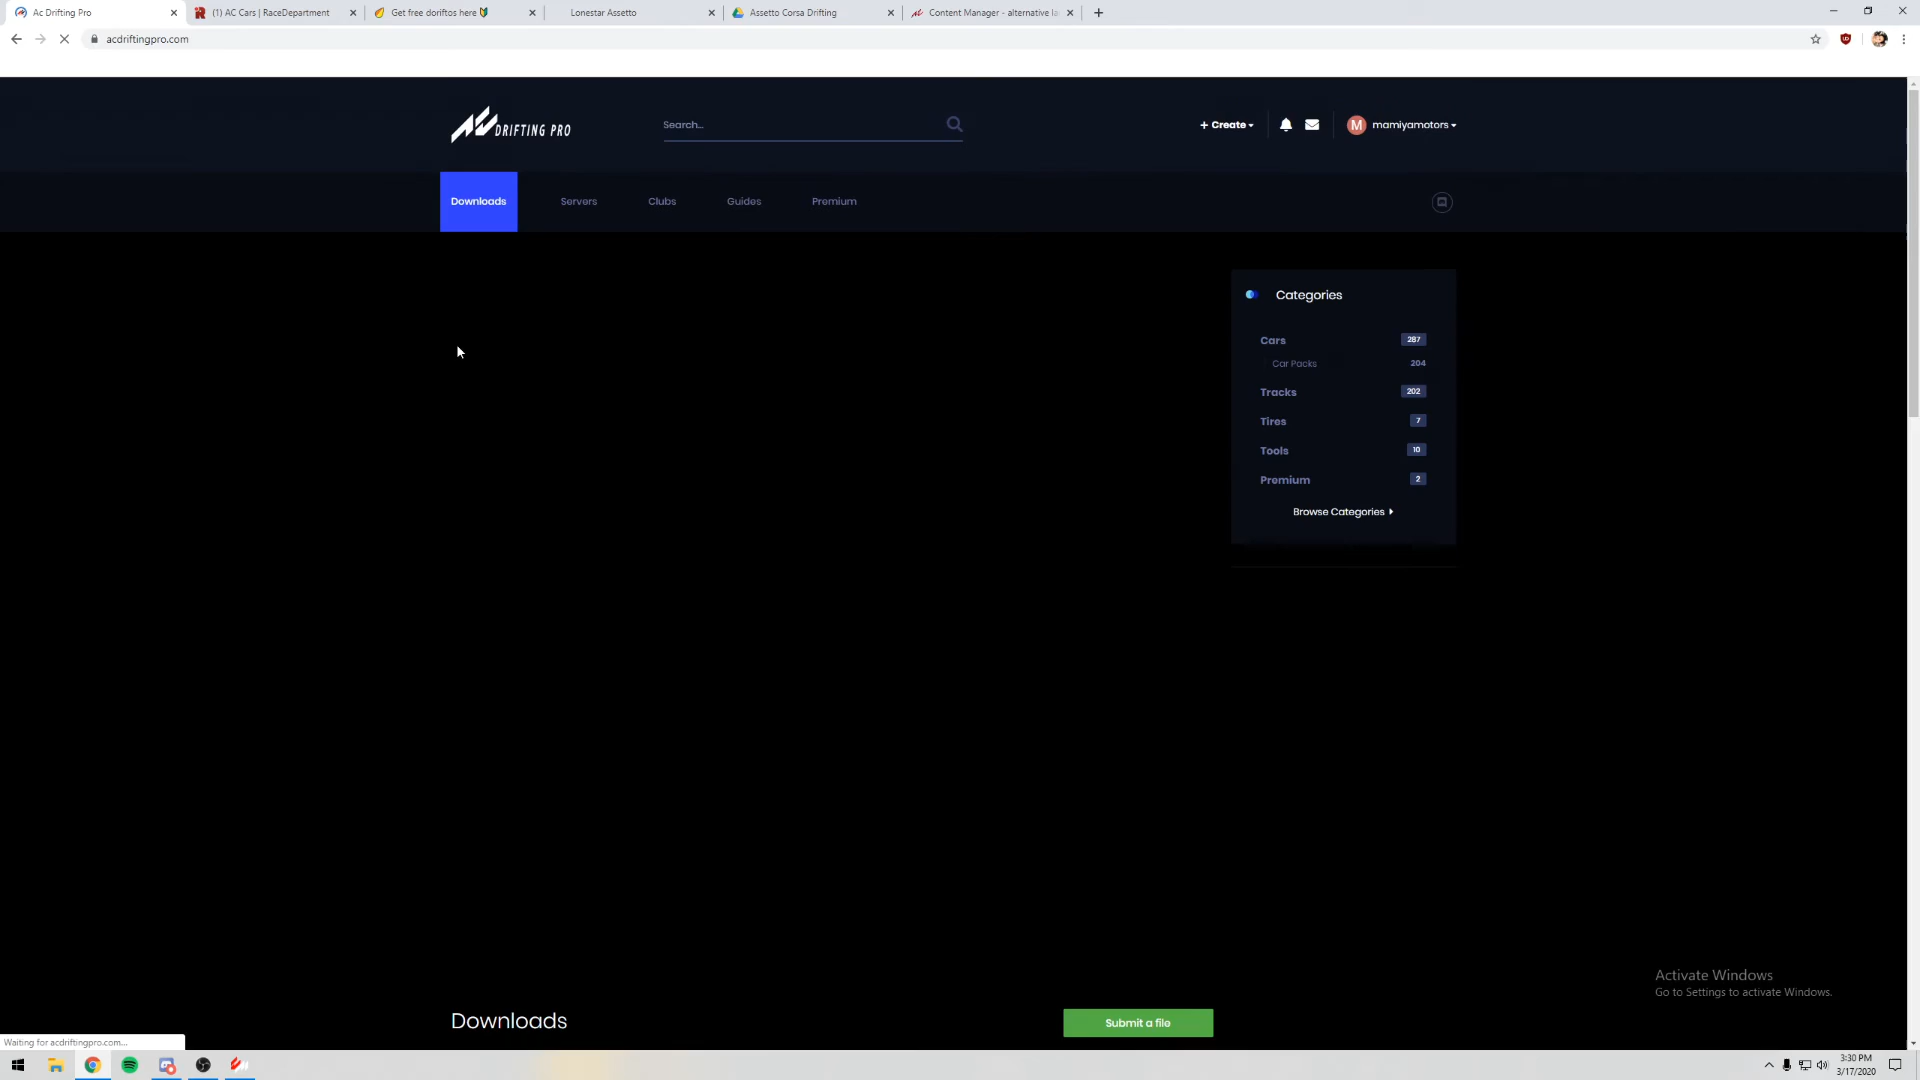 Ac Drifting Pro
(1) AC Cars | RaceDepartment
Get free doriftos here
Lonestar Assetto
Assetto Corsa Drifting
Content Manager - alternative la
acdriftingpro.com
DRIFTING PRO
Search...
+ Create
M
mamiyamotors
Downloads
Servers
Clubs
Guides
Premium
Categories
Cars 287
Car Packs 204
Tracks 202
Tires 7
Tools 10
Premium 2
Browse Categories
Activate Windows
Go to Settings to activate Windows.
Downloads
Submit a file
Waiting for acdriftingpro.com...
3:30 PM
3/17/2020